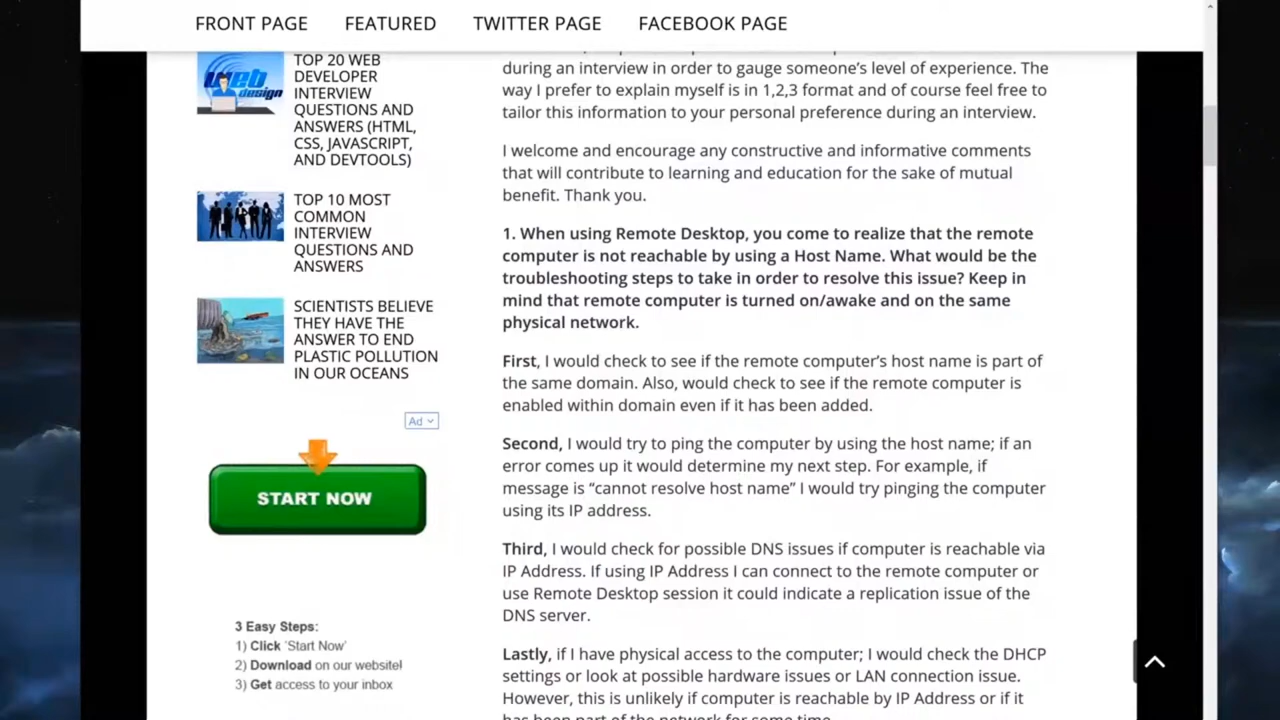 FRONT PAGE FEATURED TWITTER PAGE FACEBOOK PAGE
TOP 20 WEB
DEVELOPER
INTERVIEW
QUESTIONS AND
ANSWERS (HTML,
CSS, JAVASCRIPT,
AND DEVTOOLS)
web
design
TOP 10 MOST
COMMON
INTERVIEW
QUESTIONS AND
ANSWERS
SCIENTISTS BELIEVE
THEY HAVE THE
ANSWER TO END
PLASTIC POLLUTION
IN OUR OCEANS
Ad
START NOW
3 Easy Steps:
1) Click 'Start Now'
2) Download on our website!
3) Get access to your inbox
during an interview in order to gauge someone's level of experience. The
way I prefer to explain myself is in 1,2,3 format and of course feel free to
tailor this information to your personal preference during an interview.
I welcome and encourage any constructive and informative comments
that will contribute to learning and education for the sake of mutual
benefit. Thank you.
1. When using Remote Desktop, you come to realize that the remote
computer is not reachable by using a Host Name. What would be the
troubleshooting steps to take in order to resolve this issue? Keep in
mind that remote computer is turned on/awake and on the same
physical network.
First, I would check to see if the remote computer's host name is part of
the same domain. Also, would check to see if the remote computer is
enabled within domain even if it has been added.
Second, I would try to ping the computer by using the host name; if an
error comes up it would determine my next step. For example, if
message is “cannot resolve host name” I would try pinging the computer
using its IP address.
Third, I would check for possible DNS issues if computer is reachable via
IP Address. If using IP Address I can connect to the remote computer or
use Remote Desktop session it could indicate a replication issue of the
DNS server.
Lastly, if I have physical access to the computer; I would check the DHCP
settings or look at possible hardware issues or LAN connection issue.
However, this is unlikely if computer is reachable by IP Address or if it
has been part of the network for some time.